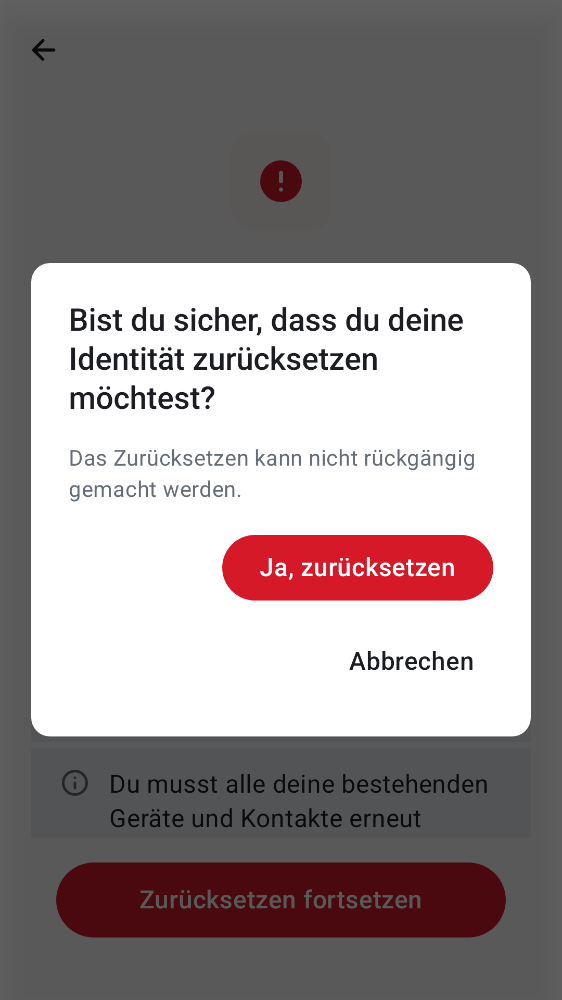 Bist du sicher, dass du deine
Identität zurücksetzen
möchtest?
Das Zurücksetzen kann nicht rückgängig
gemacht werden.
Ja, zurücksetzen
Abbrechen
Du musst alle deine bestehenden
Geräte und Kontakte erneut
Zurücksetzen fortsetzen